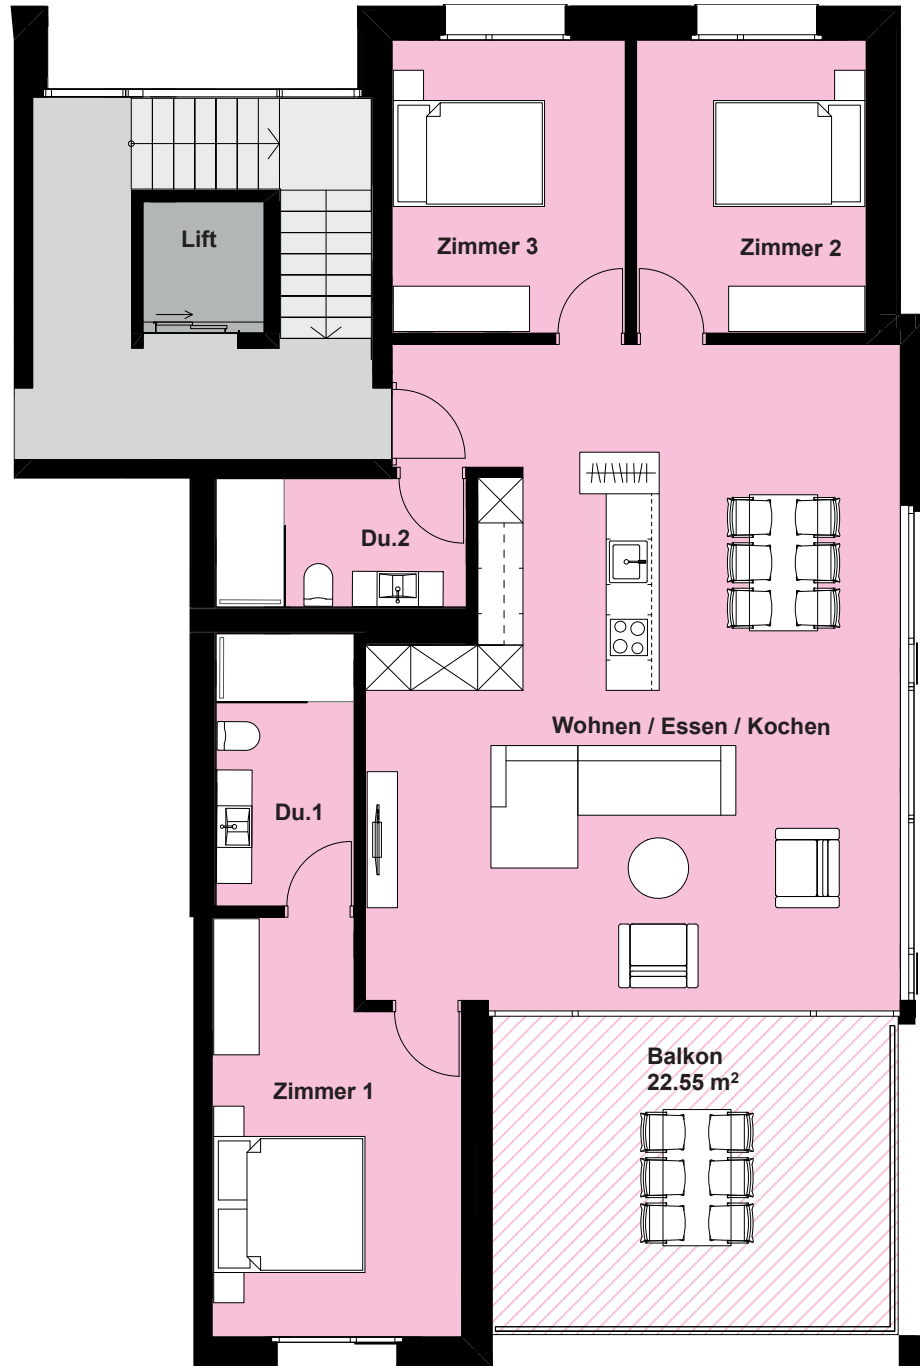 Lift
Zimmer 3
Zimmer 2
Du.2
Wohnen / Essen / Kochen
Du.1
Balkon
22.55 m²
Zimmer 1